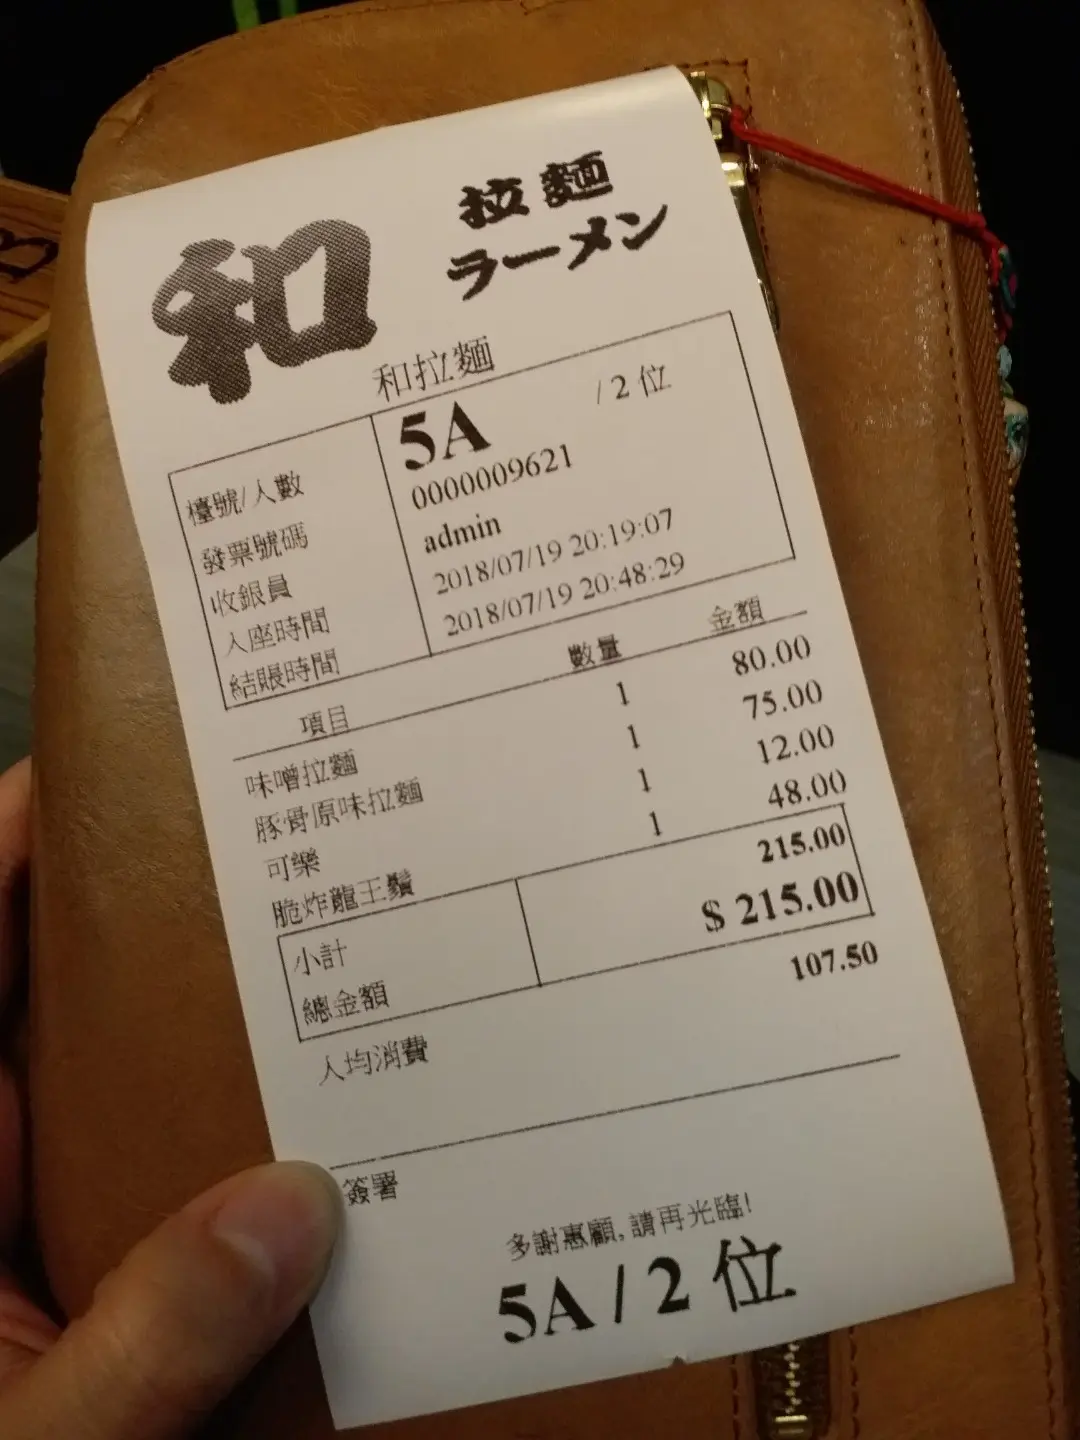 和
拉麵
ラーメン
和拉麵
檯號/人數 5A / 2 位
發票號碼 0000009621
收銀員 admin
入座時間 2018/07/19 20:19:07
結賬時間 2018/07/19 20:48:29
項目 數量 金額
味噌拉麵 1 80.00
豚骨原味拉麵 1 75.00
可樂 1 12.00
脆炸龍王鬚 1 48.00
小計 215.00
總金額 $ 215.00
人均消費 107.50
簽署
多謝惠顧,請再光臨!
5A / 2 位